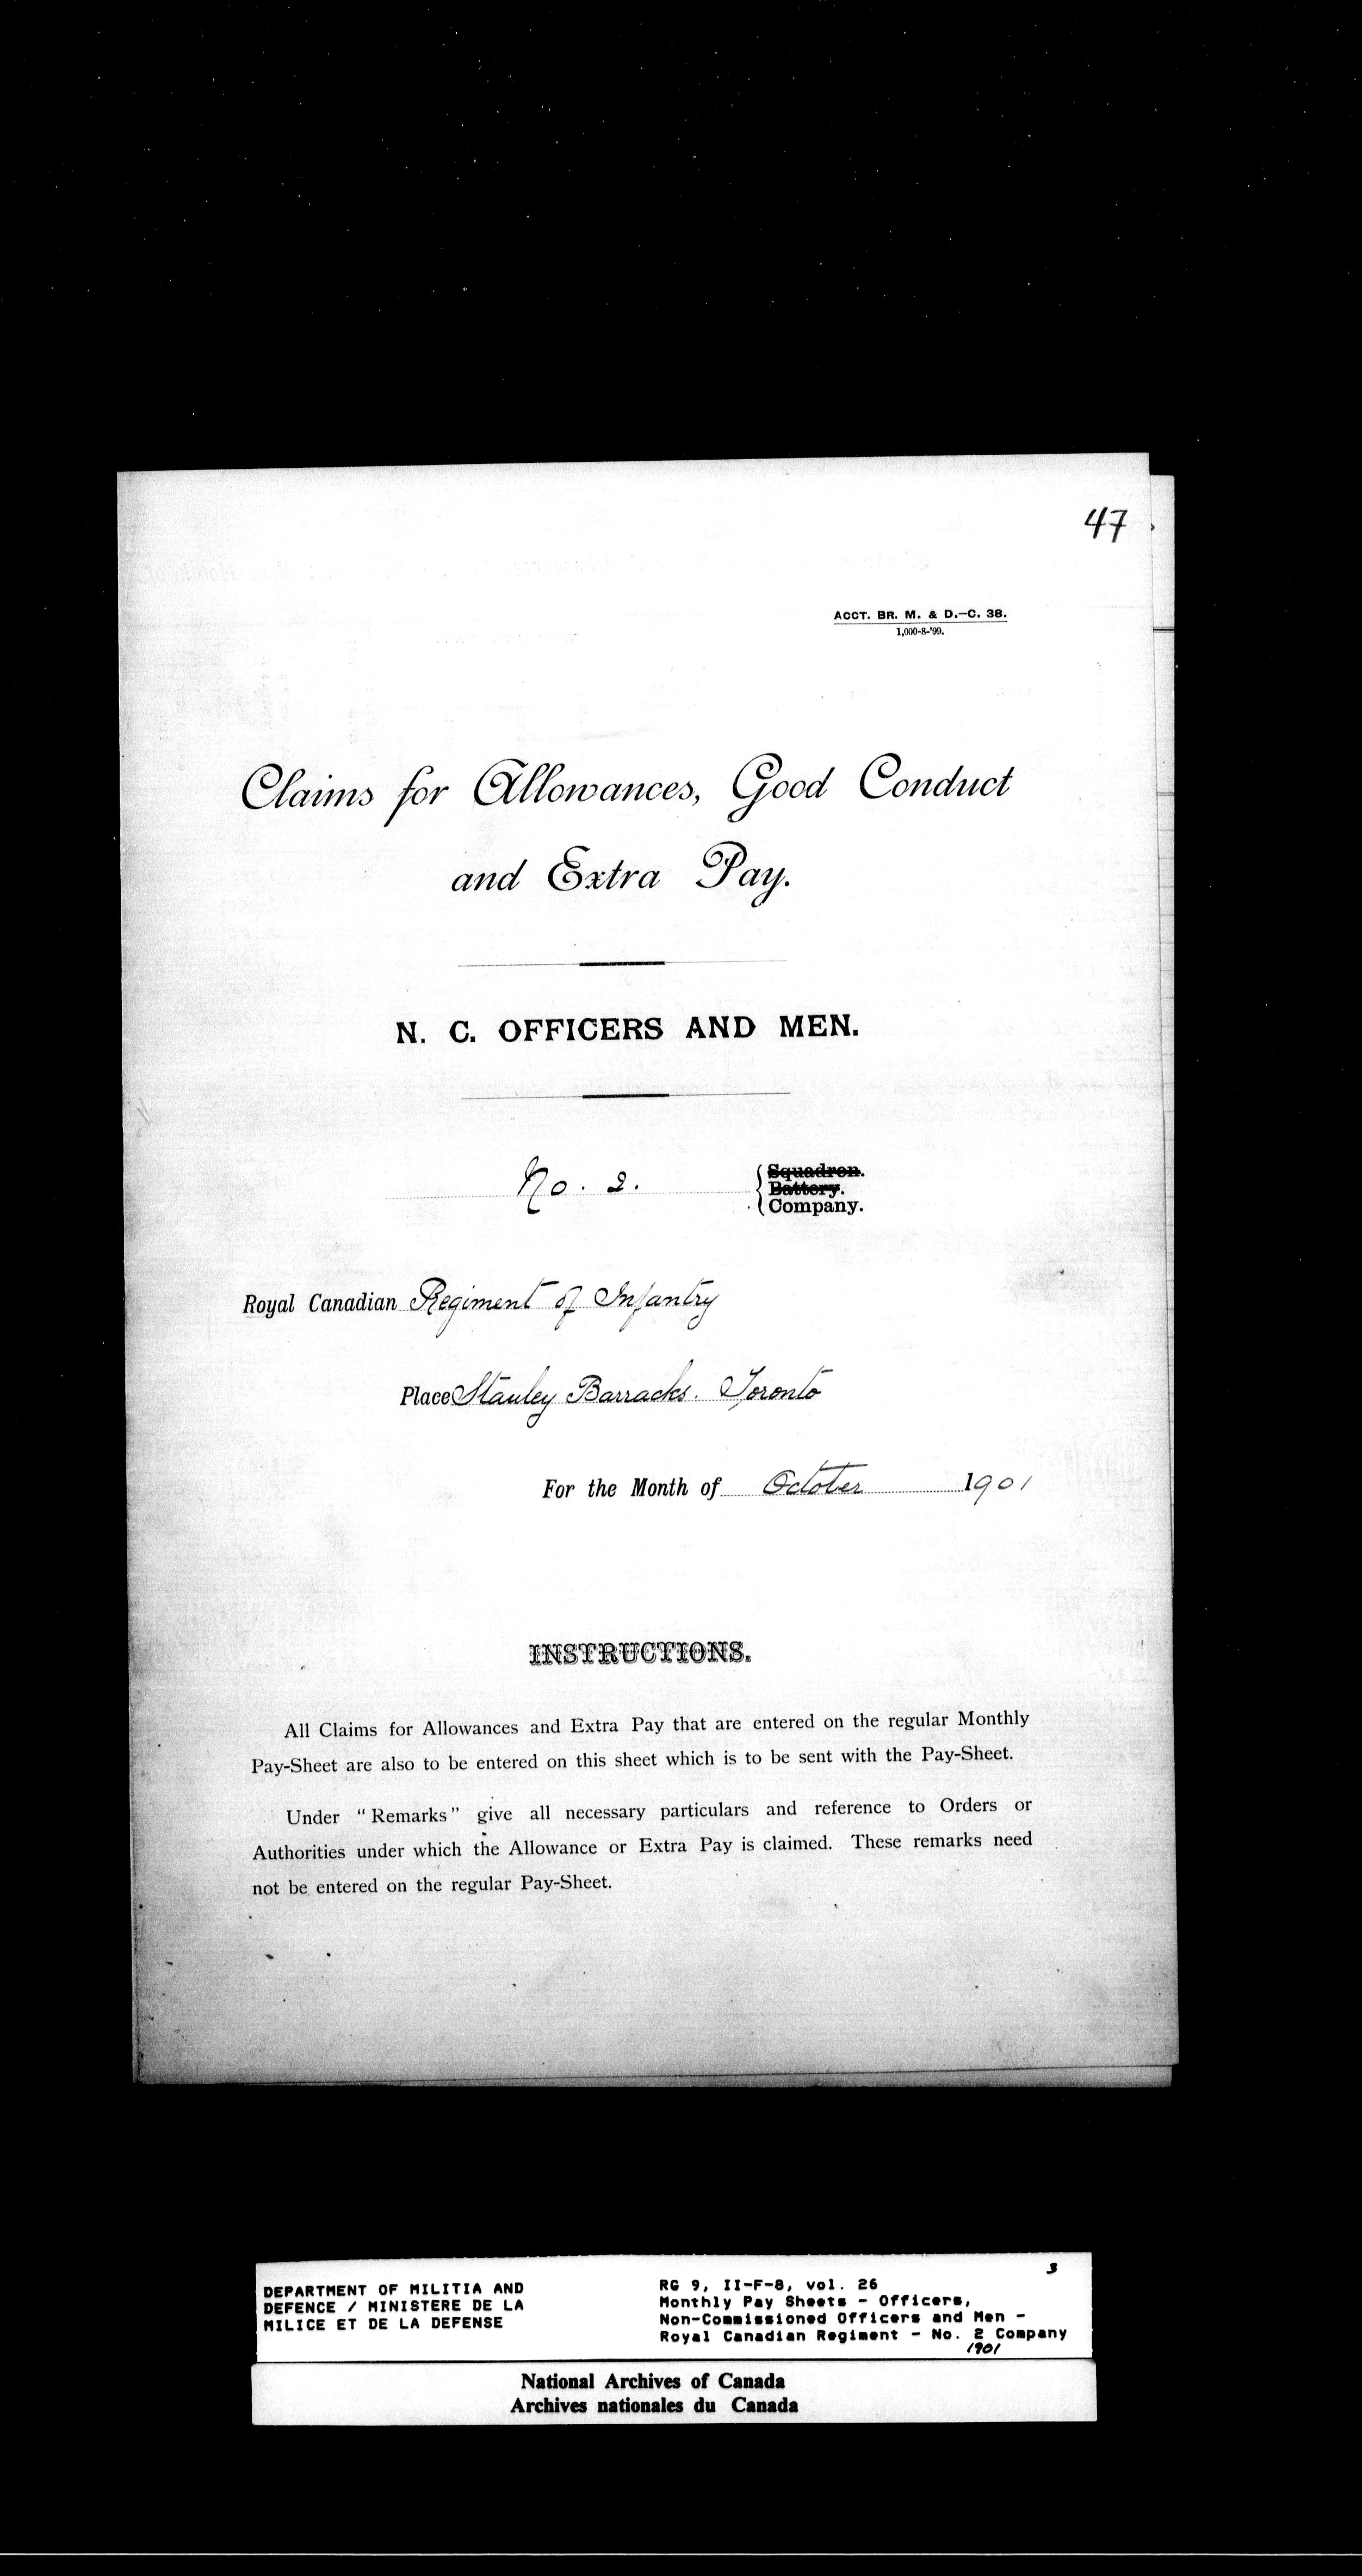 47
ACCT. BR. M. & D.-C. 38.
1,000-8-'99.
Claims for Allowances, Good Conduct
and Extra Pay.
N. C. OFFICERS AND MEN.
No. 2. { Squadron.
Battery.
Company.
Royal Canadian Regiment of Infantry
Place Stanley Barracks. Toronto
For the Month of October 1901
INSTRUCTIONS.
All Claims for Allowances and Extra Pay that are entered on the regular Monthly
Pay-Sheet are also to be entered on this sheet which is to be sent with the Pay-Sheet.
Under "Remarks" give all necessary particulars and reference to Orders or
Authorities under which the Allowance or Extra Pay is claimed. These remarks need
not be entered on the regular Pay-Sheet.
3
DEPARTMENT OF MILITIA AND
DEFENCE / MINISTERE DE LA
MILICE ET DE LA DEFENSE
RG 9, II-F-8, vol. 26
Monthly Pay Sheets - Officers,
Non-Commissioned Officers and Men -
Royal Canadian Regiment - No. 2 Company
1901
National Archives of Canada
Archives nationales du Canada